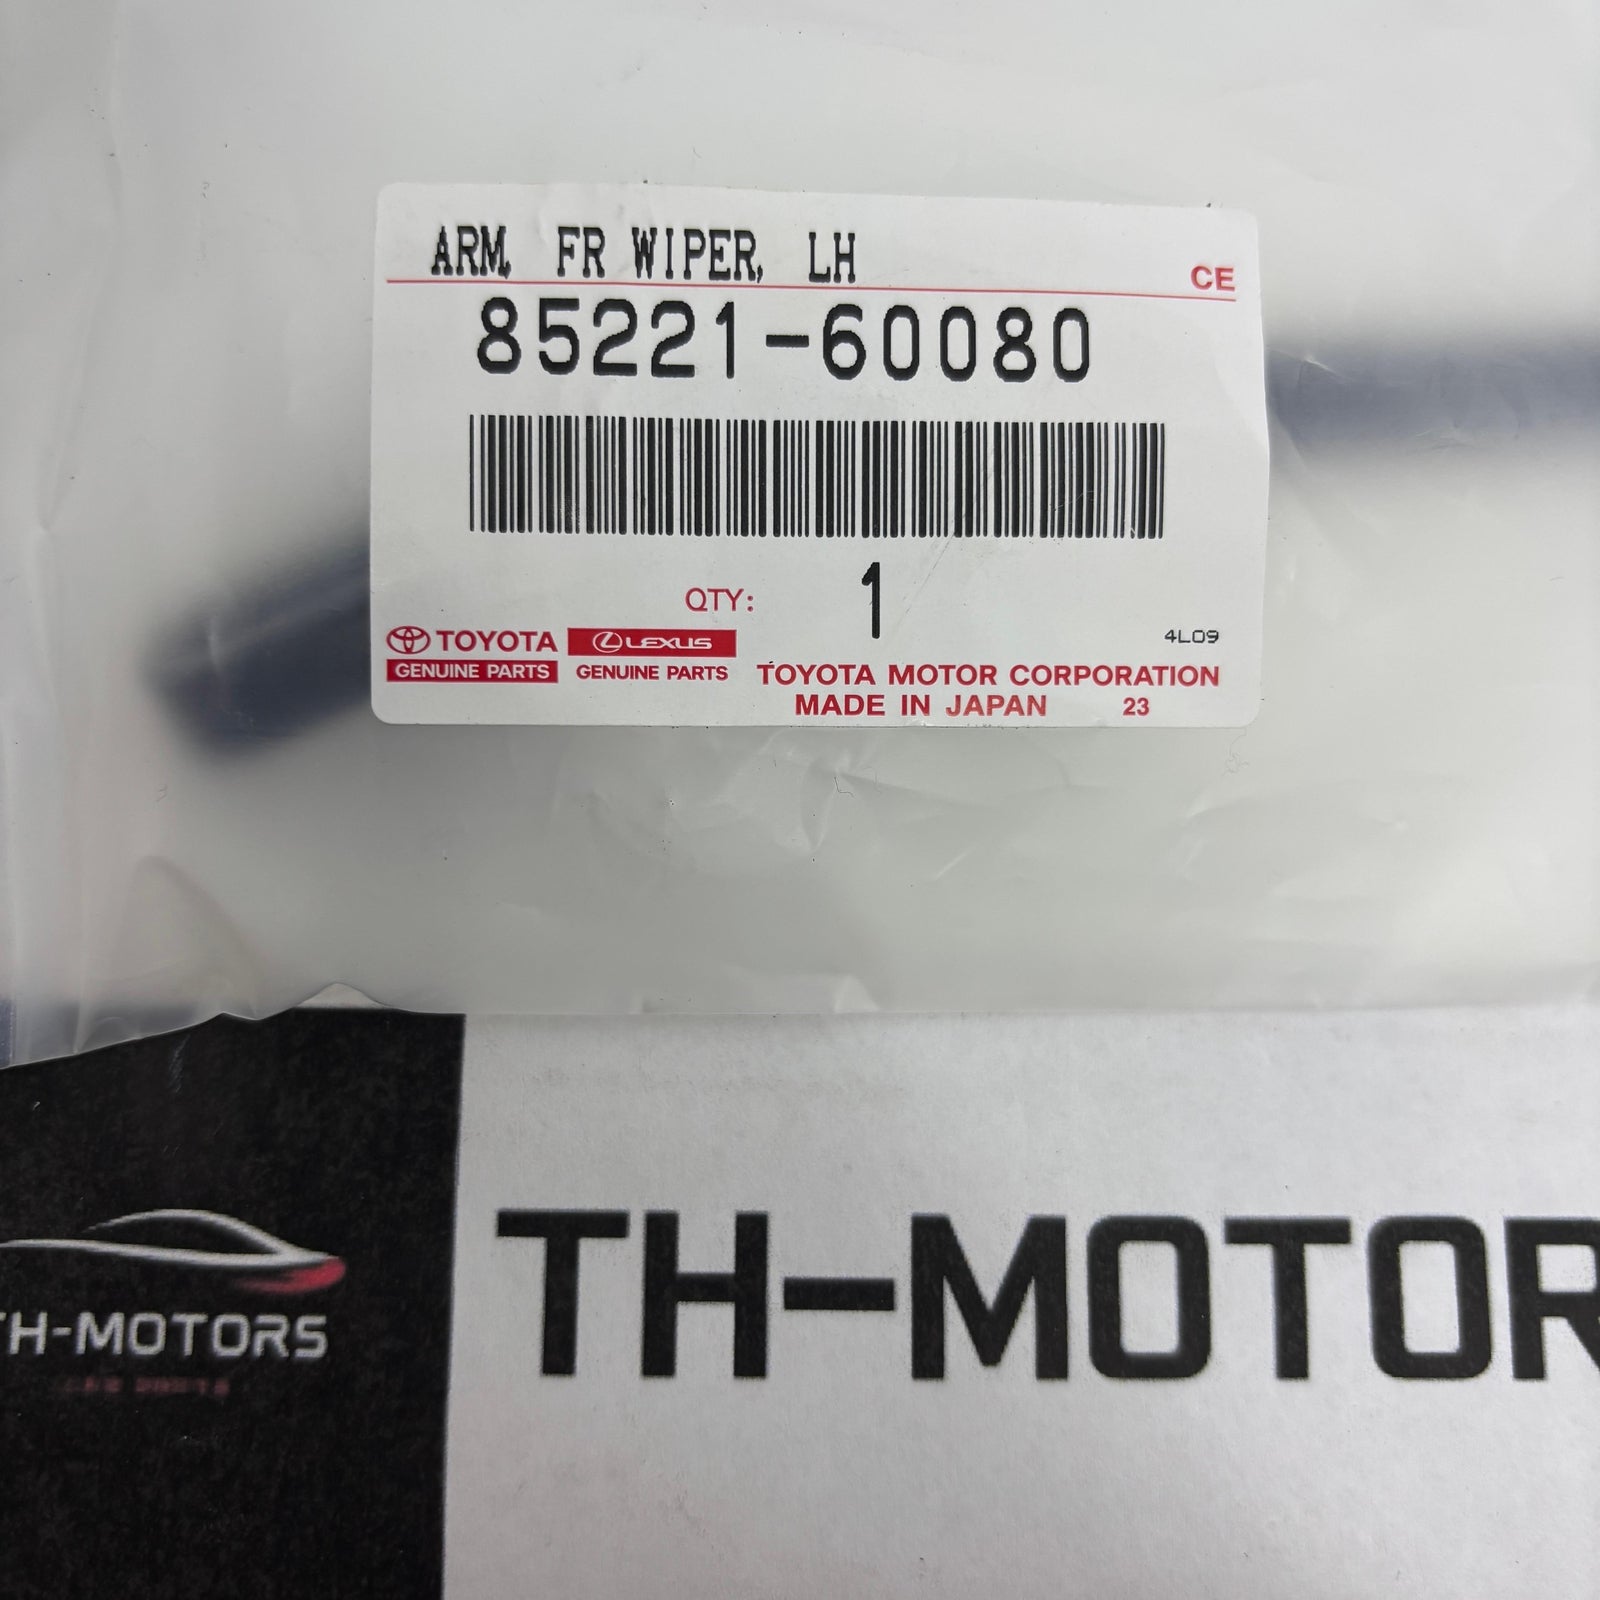 ARM, FR WIPER, LH
CE
85221-60080
QTY: 1
4L09
TOYOTA LEXUS
GENUINE PARTS GENUINE PARTS
TOYOTA MOTOR CORPORATION
MADE IN JAPAN 23
TH-MOTORS
TH-MOTOR